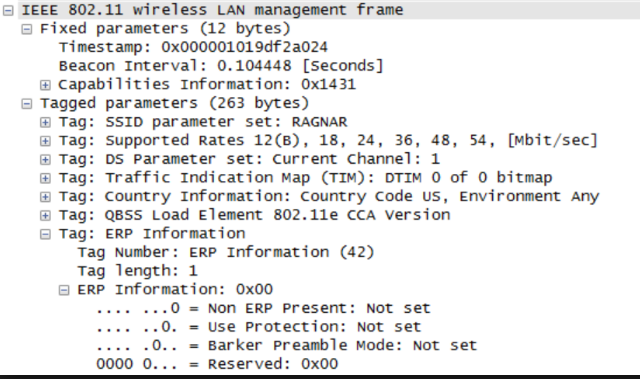 IEEE 802.11 wireless LAN management frame
Fixed parameters (12 bytes)
Timestamp: 0x000001019df2a024
Beacon Interval: 0.104448 [Seconds]
Capabilities Information: 0x1431
Tagged parameters (263 bytes)
Tag: SSID parameter set: RAGNAR
Tag: Supported Rates 12(B), 18, 24, 36, 48, 54, [Mbit/sec]
Tag: DS Parameter set: Current Channel: 1
Tag: Traffic Indication Map (TIM): DTIM 0 of 0 bitmap
Tag: Country Information: Country Code US, Environment Any
Tag: QBSS Load Element 802.11e CCA Version
Tag: ERP Information
Tag Number: ERP Information (42)
Tag length: 1
ERP Information: 0x00
.... ...0 = Non ERP Present: Not set
.... ..0. = Use Protection: Not set
.... .0.. = Barker Preamble Mode: Not set
0000 0... = Reserved: 0x00